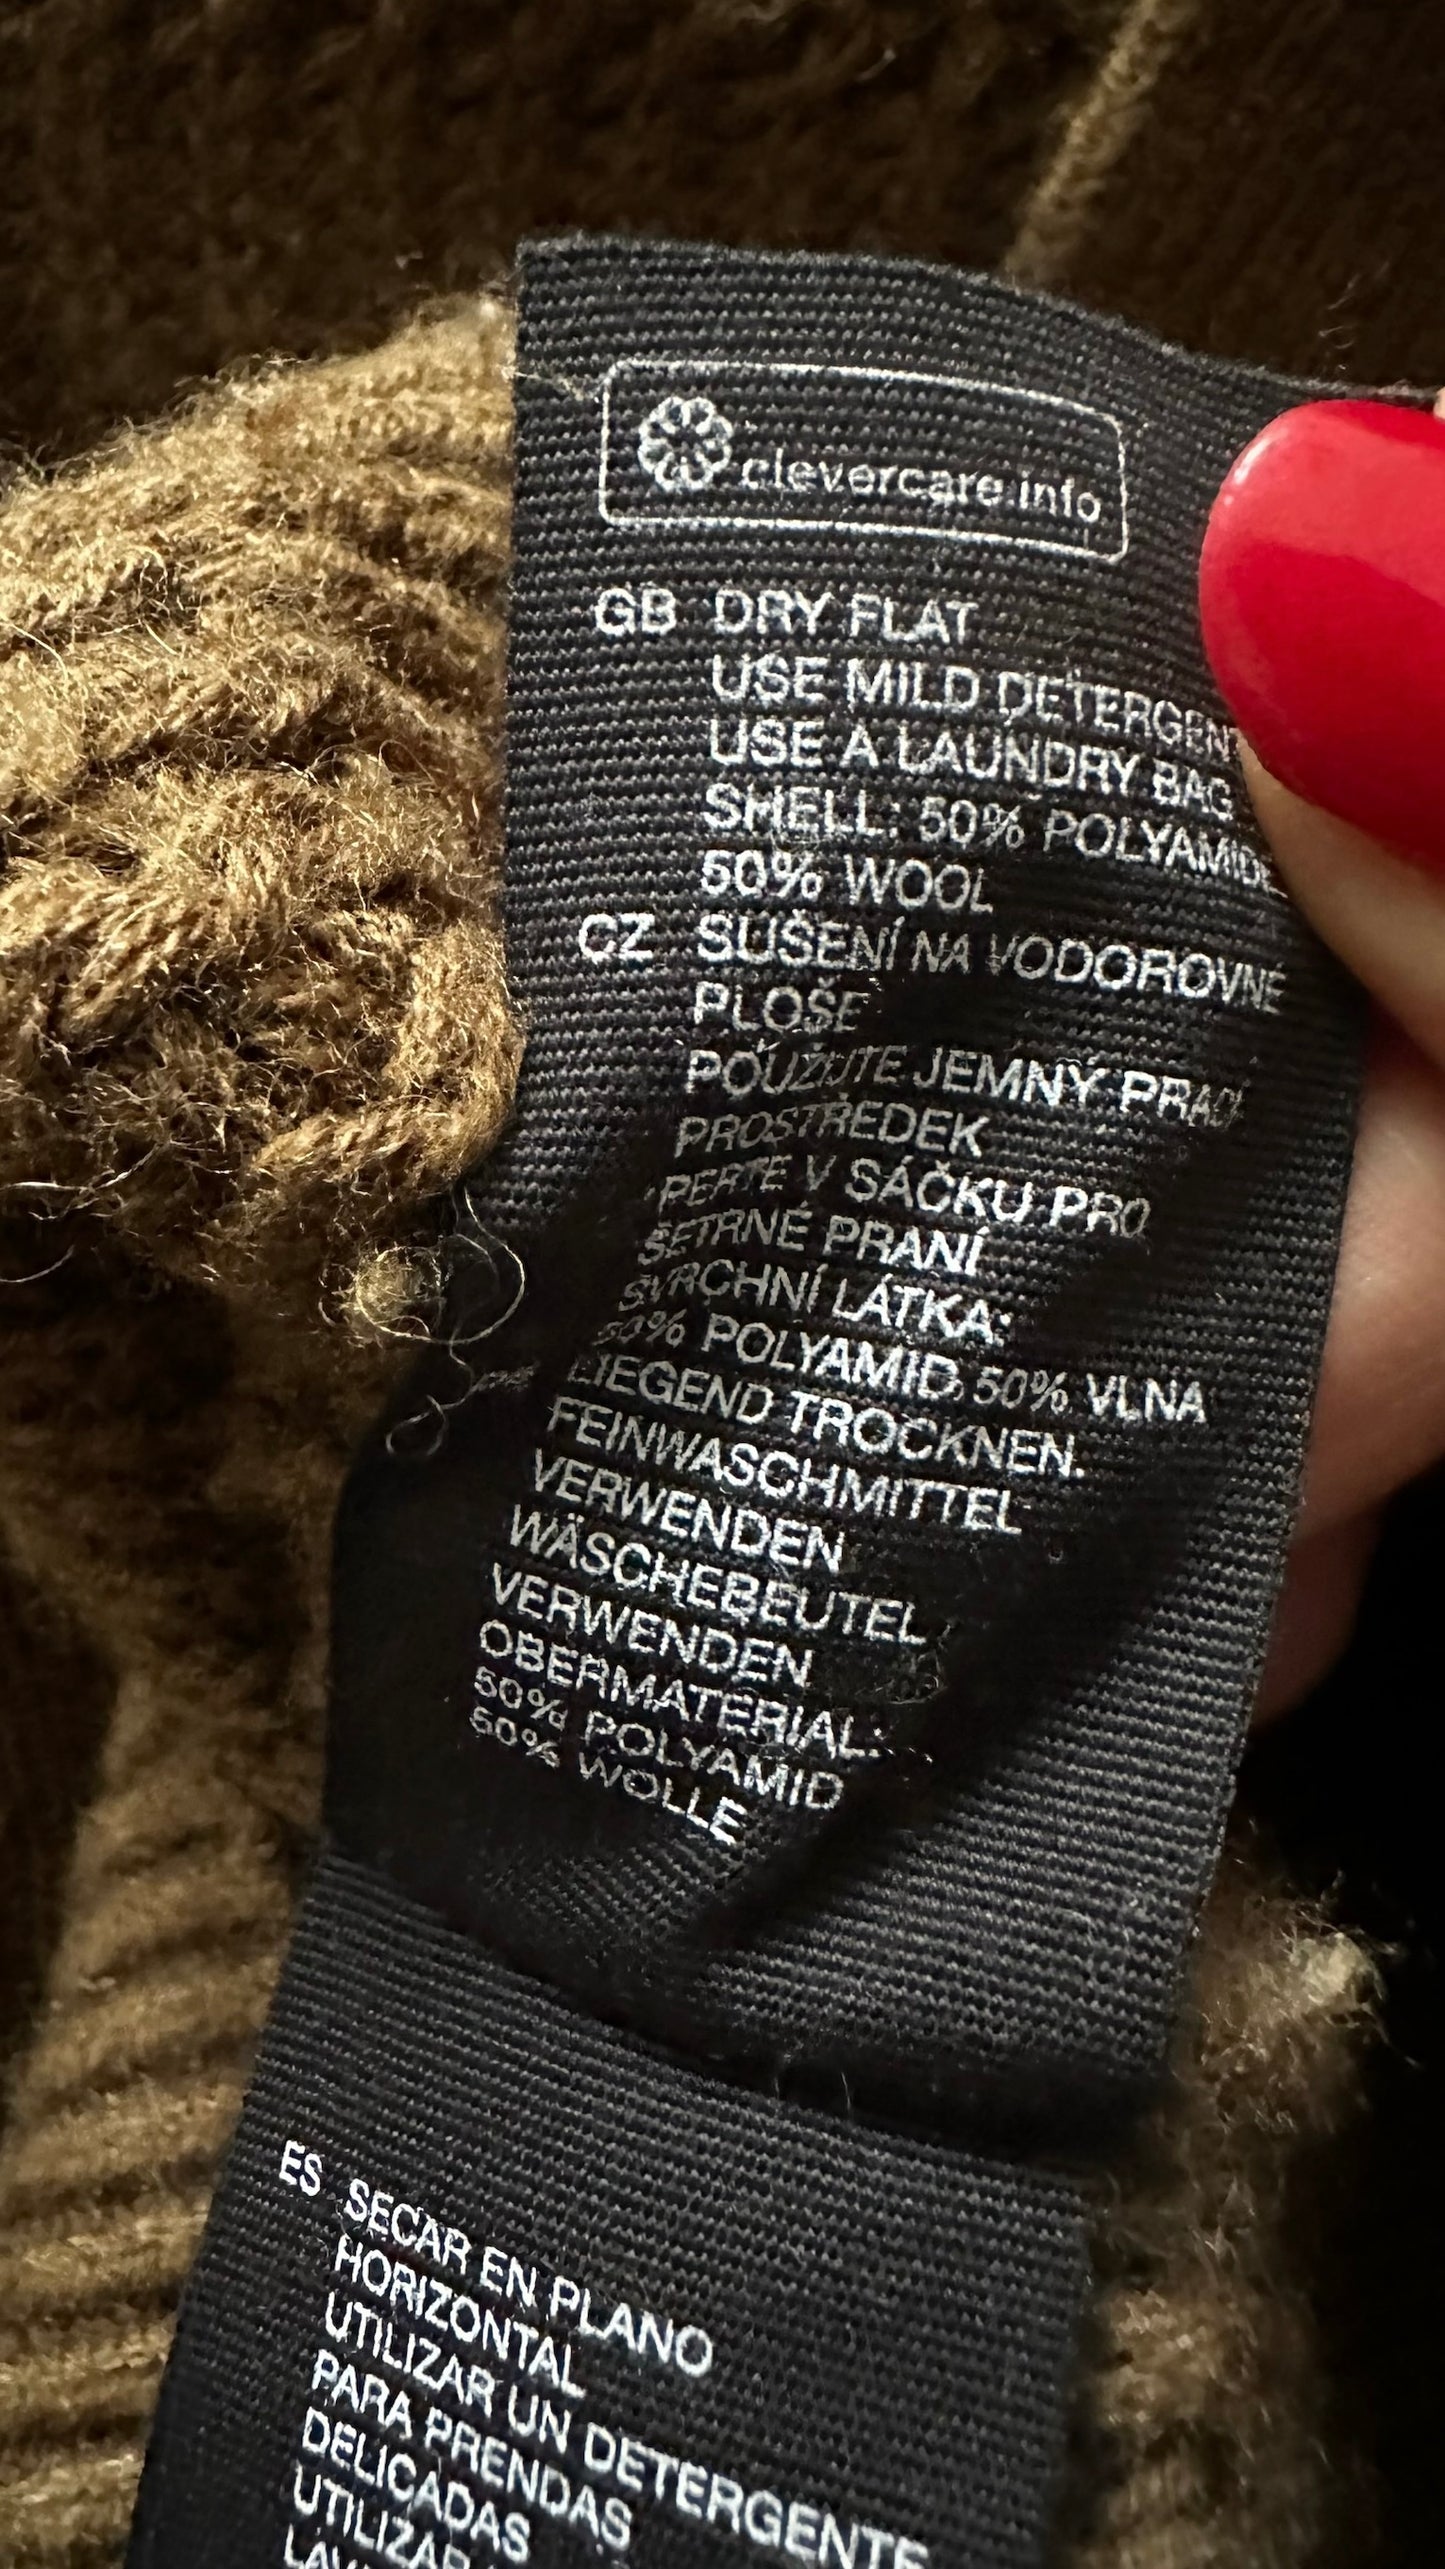 clevercare.info
GB DRY FLAT
USE MILD DETERGENT
USE A LAUNDRY BAG
SHELL: 50% POLYAMIDE
50% WOOL
CZ SUŠENÍ NA VODOROVNÉ
PLOŠE
POUŽIJTE JEMNÝ PRACÍ
PROSTŘEDEK
PERTE V SÁČKU PRO
ŠETRNÉ PRANÍ
SVRCHNÍ LÁTKA:
50% POLYAMID, 50% VLNA
LIEGEND TROCKNEN.
FEINWASCHMITTEL
VERWENDEN
WÄSCHEBEUTEL
VERWENDEN
OBERMATERIAL:
50% POLYAMID
50% WOLLE
ES SECAR EN PLANO
HORIZONTAL
UTILIZAR UN DETERGENTE
PARA PRENDAS
DELICADAS
UTILIZAR